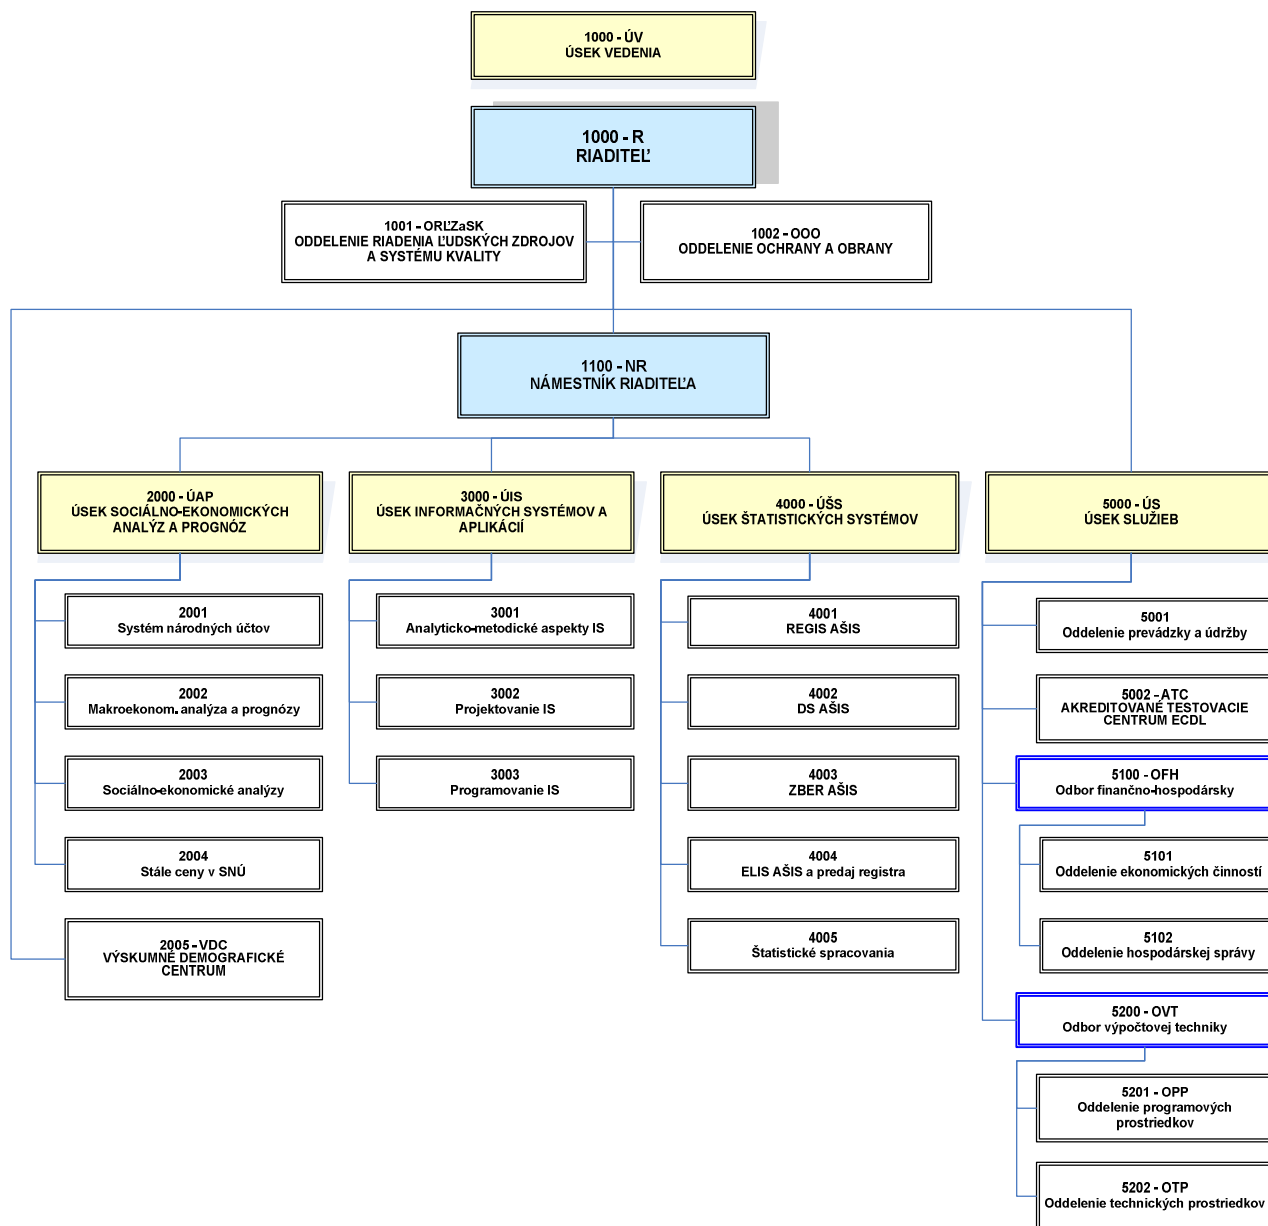 1000 - ÚV
ÚSEK VEDENIA
1000 - R
RIADITEĽ
1001 - ORĽZaSK
ODDELENIE RIADENIA ĽUDSKÝCH ZDROJOV
A SYSTÉMU KVALITY
1002 - OOO
ODDELENIE OCHRANY A OBRANY
1100 - NR
NÁMESTNÍK RIADITEĽA
2000 - ÚAP
ÚSEK SOCIÁLNO-EKONOMICKÝCH
ANALÝZ A PROGNÓZ
2001
Systém národných účtov
2002
Makroekonom. analýza a prognózy
2003
Sociálno-ekonomické analýzy
2004
Stále ceny v SNÚ
2005 - VDC
VÝSKUMNÉ DEMOGRAFICKÉ
CENTRUM
3000 - ÚIS
ÚSEK INFORMAČNÝCH SYSTÉMOV A
APLIKÁCIÍ
3001
Analyticko-metodické aspekty IS
3002
Projektovanie IS
3003
Programovanie IS
4000 - ÚŠS
ÚSEK ŠTATISTICKÝCH SYSTÉMOV
4001
REGIS AŠIS
4002
DS AŠIS
4003
ZBER AŠIS
4004
ELIS AŠIS a predaj registra
4005
Štatistické spracovania
5000 - ÚS
ÚSEK SLUŽIEB
5001
Oddelenie prevádzky a údržby
5002 - ATC
AKREDITOVANÉ TESTOVACIE
CENTRUM ECDL
5100 - OFH
Odbor finančno-hospodársky
5101
Oddelenie ekonomických činností
5102
Oddelenie hospodárskej správy
5200 - OVT
Odbor výpočtovej techniky
5201 - OPP
Oddelenie programových
prostriedkov
5202 - OTP
Oddelenie technických prostriedkov